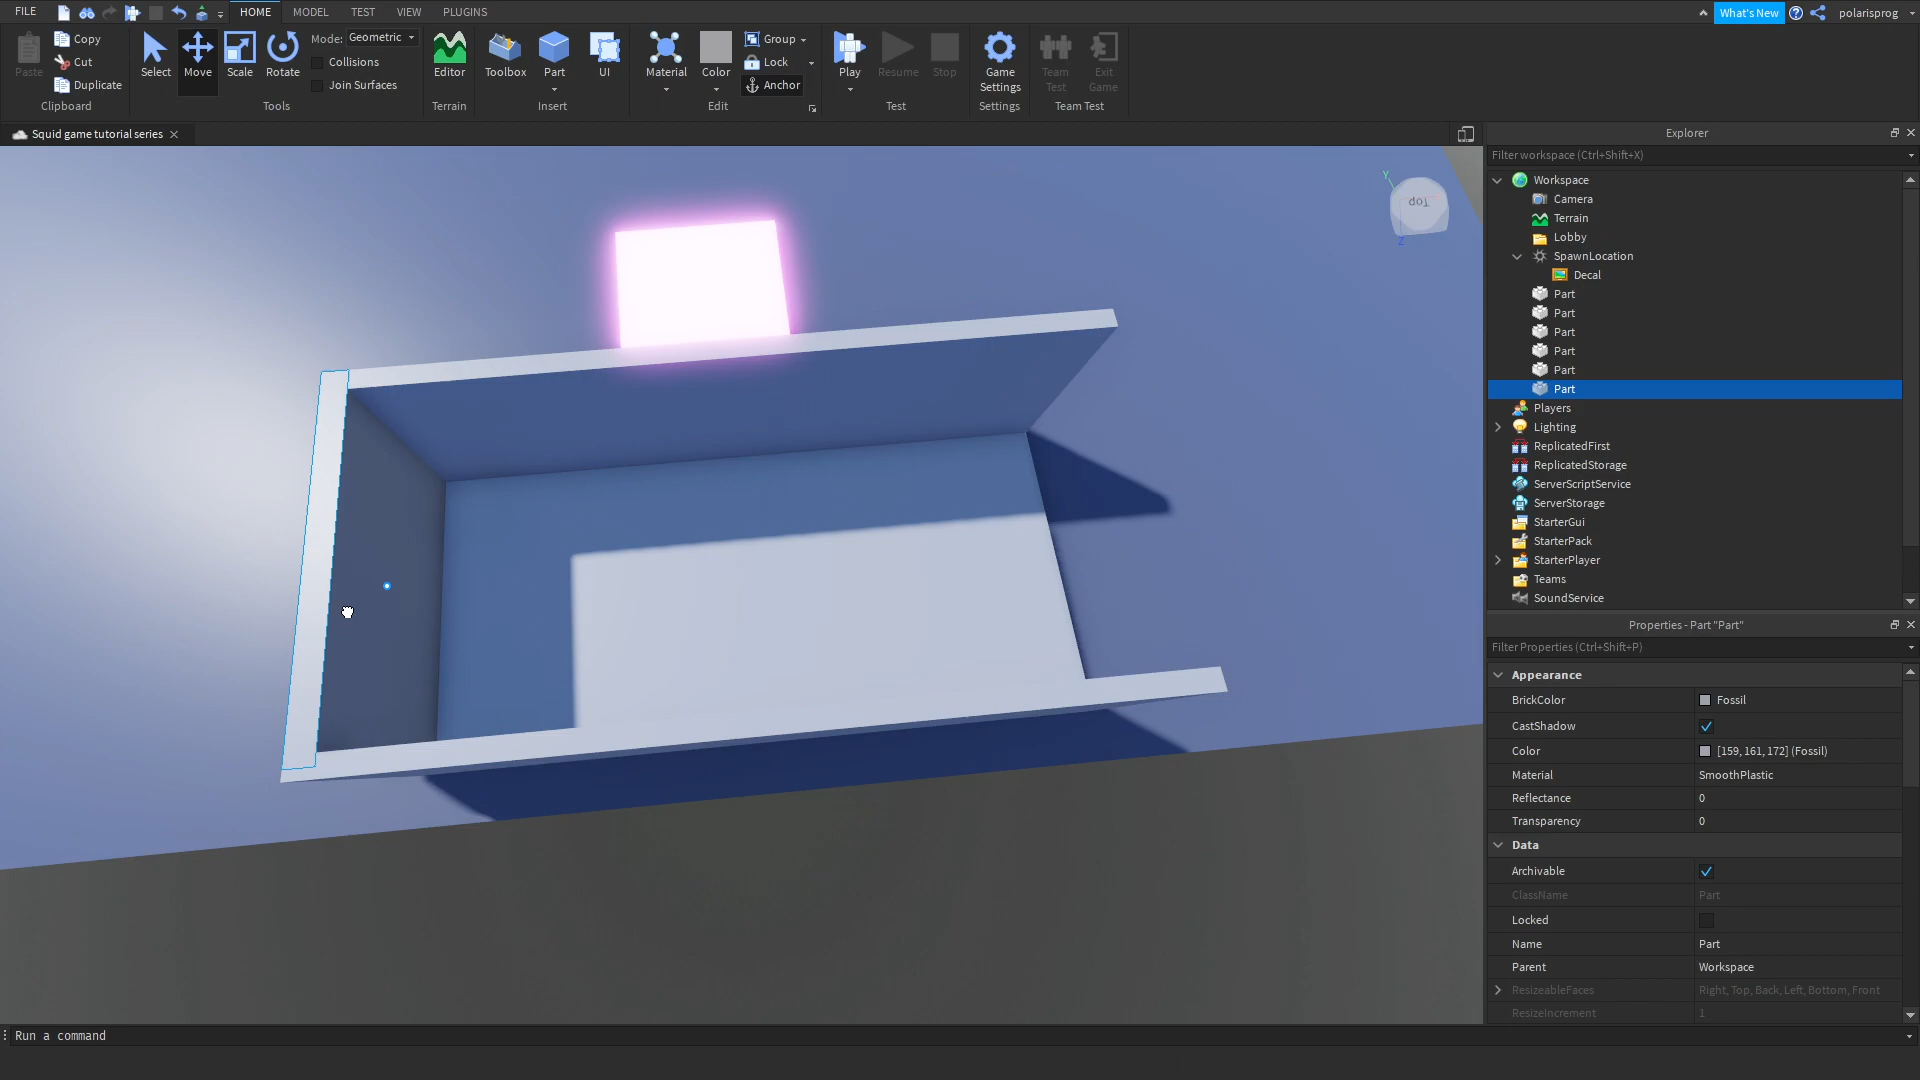 FILE HOME MODEL TEST VIEW PLUGINS What's New polarisprog
Copy
Cut
Duplicate
Paste
Clipboard
Select
Move
Scale
Rotate
Mode: Geometric
Collisions
Join Surfaces
Tools
Editor
Terrain
Toolbox
Part
UI
Insert
Material
Color
Group
Lock
Anchor
Edit
Play
Resume
Stop
Test
Game
Settings
Settings
Team
Test
Exit
Game
Team Test
Squid game tutorial series
Y
Top
Z
Explorer
Filter workspace (Ctrl+Shift+X)
Workspace
Camera
Terrain
Lobby
SpawnLocation
Decal
Part
Part
Part
Part
Part
Part
Players
Lighting
ReplicatedFirst
ReplicatedStorage
ServerScriptService
ServerStorage
StarterGui
StarterPack
StarterPlayer
Teams
SoundService
Properties - Part "Part"
Filter Properties (Ctrl+Shift+P)
Appearance
BrickColor Fossil
CastShadow
Color [159, 161, 172] (Fossil)
Material SmoothPlastic
Reflectance 0
Transparency 0
Data
Archivable
ClassName Part
Locked
Name Part
Parent Workspace
ResizeableFaces Right, Top, Back, Left, Bottom, Front
ResizeIncrement 1
Run a command